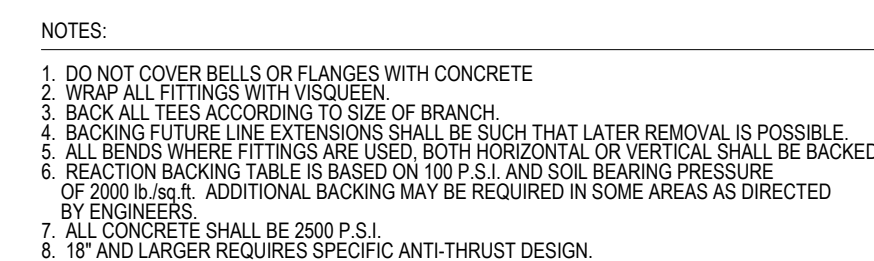 NOTES:
1. DO NOT COVER BELLS OR FLANGES WITH CONCRETE
2. WRAP ALL FITTINGS WITH VISQUEEN.
3. BACK ALL TEES ACCORDING TO SIZE OF BRANCH.
4. BACKING FUTURE LINE EXTENSIONS SHALL BE SUCH THAT LATER REMOVAL IS POSSIBLE.
5. ALL BENDS WHERE FITTINGS ARE USED, BOTH HORIZONTAL OR VERTICAL SHALL BE BACKED
6. REACTION BACKING TABLE IS BASED ON 100 P.S.I. AND SOIL BEARING PRESSURE
OF 2000 lb./sq.ft. ADDITIONAL BACKING MAY BE REQUIRED IN SOME AREAS AS DIRECTED
BY ENGINEERS.
7. ALL CONCRETE SHALL BE 2500 P.S.I.
8. 18" AND LARGER REQUIRES SPECIFIC ANTI-THRUST DESIGN.